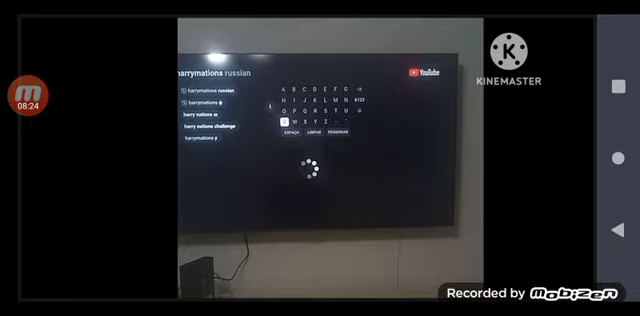 harrymations russian
YouTube
KINEMASTER
08:24
harrymations russian
harrymations
harry nations
harry nations challenge
harrymations y
A B C D E F G
H I J K L M N &123
O P Q R S T U
V W X Y Z - '
ESPAÇO LIMPAR PESQUISAR
Recorded by mobizen